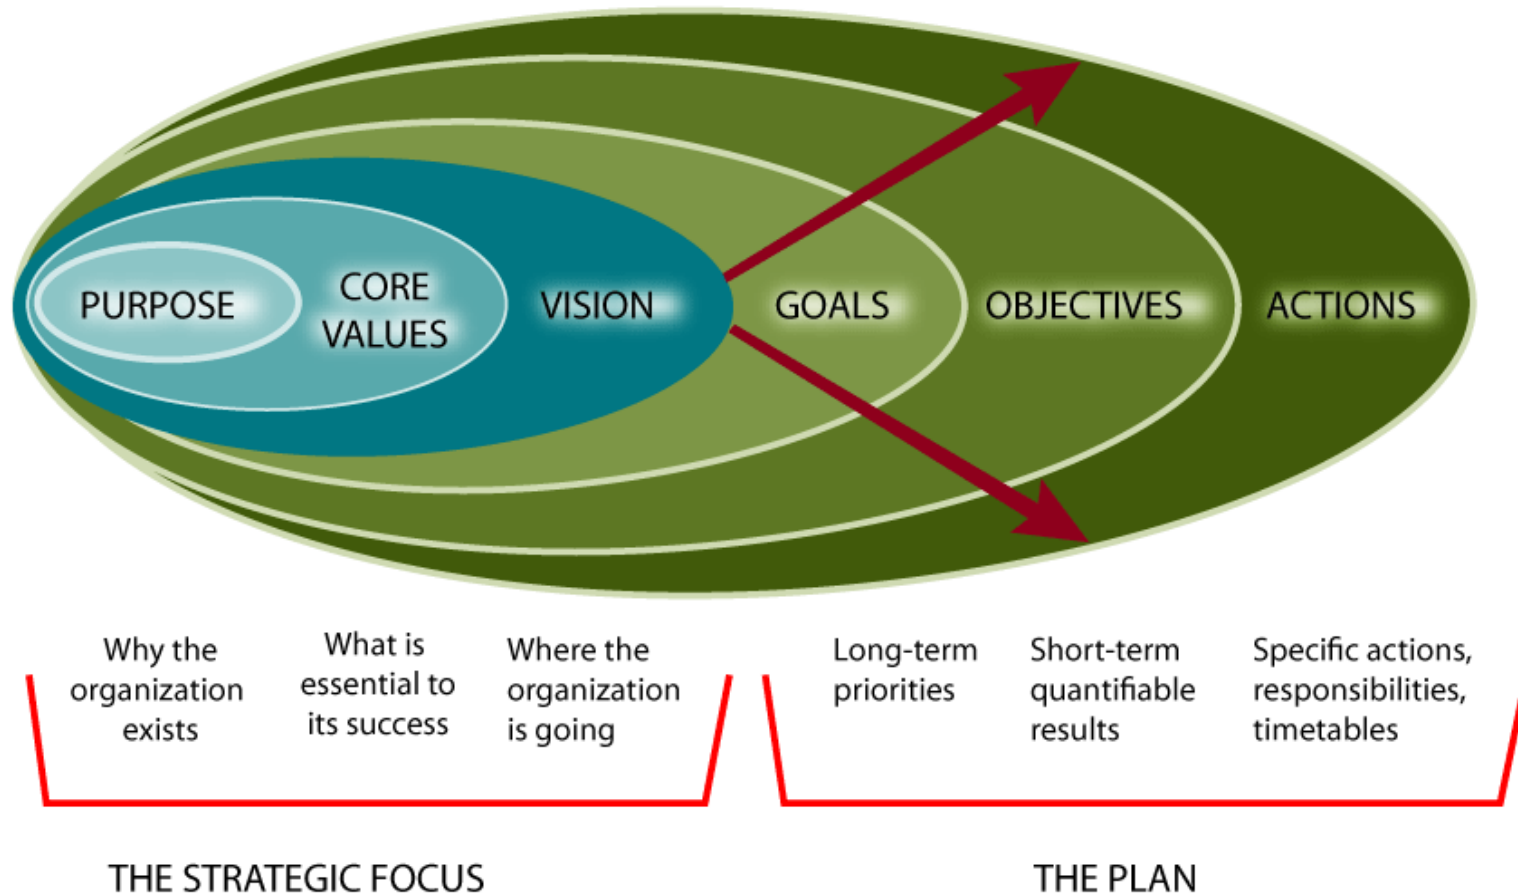 PURPOSE
CORE
VALUES
VISION
GOALS
OBJECTIVES
ACTIONS
Why the
organization
exists
What is
essential to
its success
Where the
organization
is going
Long-term
priorities
Short-term
quantifiable
results
Specific actions,
responsibilities,
timetables
THE STRATEGIC FOCUS
THE PLAN